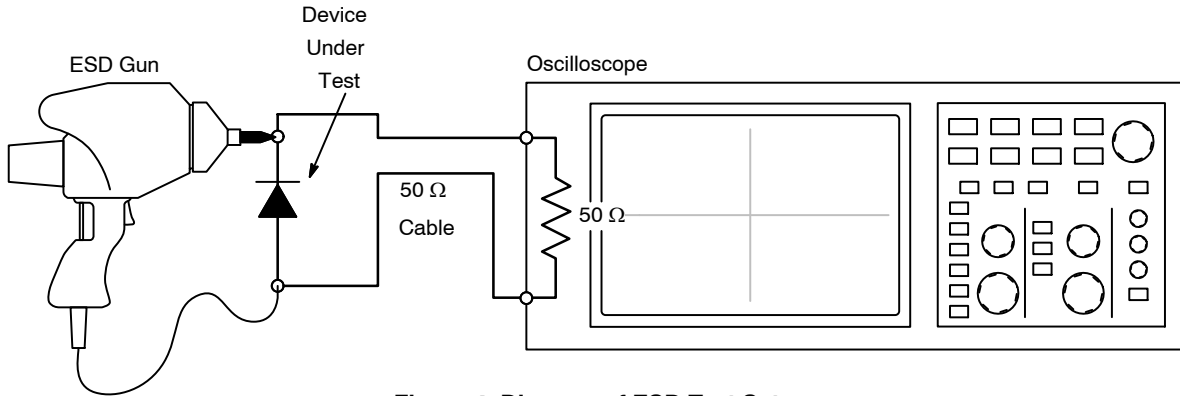 Device
Under
Test
ESD Gun
Oscilloscope
50 Ω
Cable
50 Ω